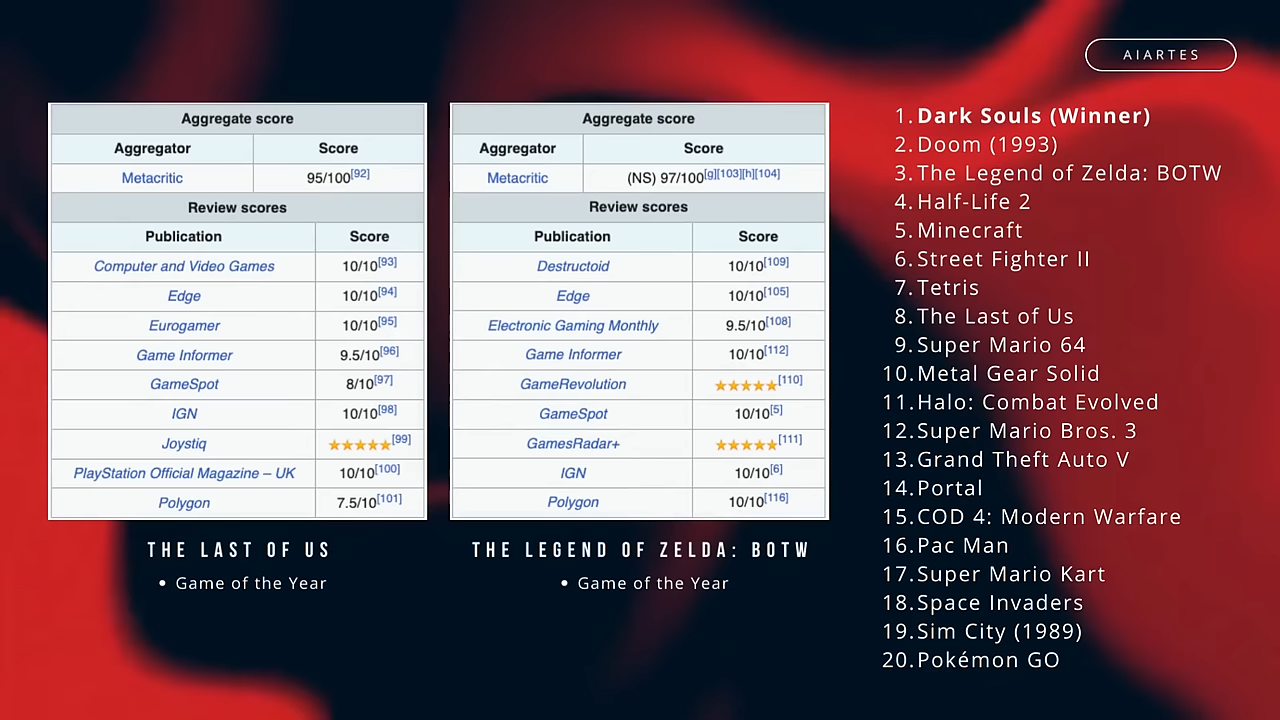 AIARTES
Aggregate score
Aggregator Score
Metacritic 95/100[92]
Review scores
Publication Score
Computer and Video Games 10/10[93]
Edge 10/10[94]
Eurogamer 10/10[95]
Game Informer 9.5/10[96]
GameSpot 8/10[97]
IGN 10/10[98]
Joystiq ★★★★★[99]
PlayStation Official Magazine – UK 10/10[100]
Polygon 7.5/10[101]
THE LAST OF US
• Game of the Year
Aggregate score
Aggregator Score
Metacritic (NS) 97/100[g][103][h][104]
Review scores
Publication Score
Destructoid 10/10[109]
Edge 10/10[105]
Electronic Gaming Monthly 9.5/10[108]
Game Informer 10/10[112]
GameRevolution ★★★★★[110]
GameSpot 10/10[5]
GamesRadar+ ★★★★★[111]
IGN 10/10[6]
Polygon 10/10[116]
THE LEGEND OF ZELDA: BOTW
• Game of the Year
1. Dark Souls (Winner)
2. Doom (1993)
3. The Legend of Zelda: BOTW
4. Half-Life 2
5. Minecraft
6. Street Fighter II
7. Tetris
8. The Last of Us
9. Super Mario 64
10. Metal Gear Solid
11. Halo: Combat Evolved
12. Super Mario Bros. 3
13. Grand Theft Auto V
14. Portal
15. COD 4: Modern Warfare
16. Pac Man
17. Super Mario Kart
18. Space Invaders
19. Sim City (1989)
20. Pokémon GO